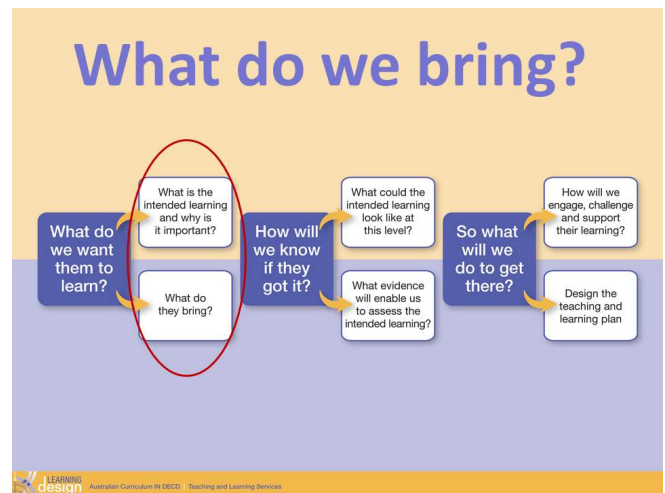 What do we bring?
What do
we want
them to
learn?
What is the
intended learning
and why is
it important?
What do
they bring?
How will
we know
if they
got it?
What could the
intended learning
look like at
this level?
What evidence
will enable us
to assess the
intended learning?
So what
will we
do to get
there?
How will we
engage, challenge
and support
their learning?
Design the
teaching and
learning plan
LEARNING
design
Australian Curriculum IN DECD | Teaching and Learning Services